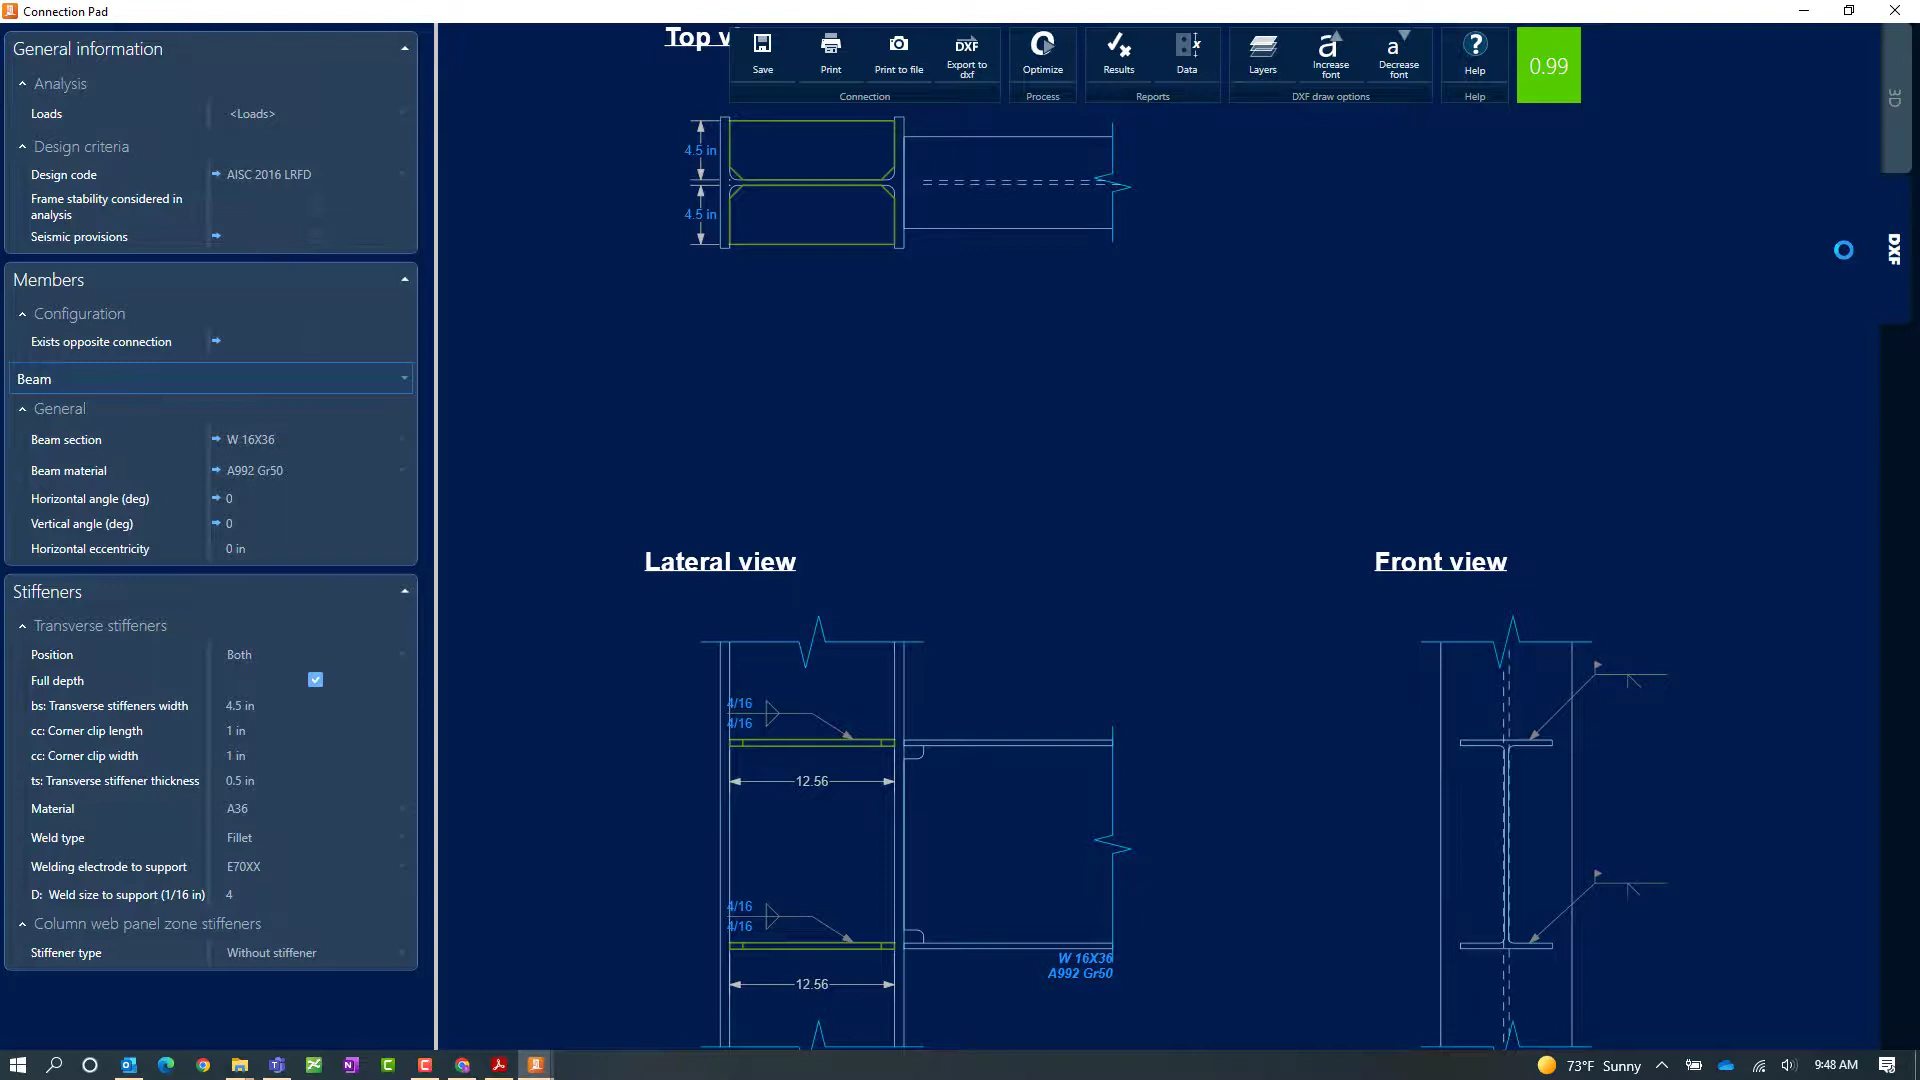 Connection Pad
General information
Analysis
Loads
<Loads>
Design criteria
Design code
AISC 2016 LRFD
Frame stability considered in
analysis
Seismic provisions
Members
Configuration
Exists opposite connection
Beam
General
Beam section
W 16X36
Beam material
A992 Gr50
Horizontal angle (deg)
0
Vertical angle (deg)
0
Horizontal eccentricity
0 in
Stiffeners
Transverse stiffeners
Position
Both
Full depth
bs: Transverse stiffeners width
4.5 in
cc: Corner clip length
1 in
cc: Corner clip width
1 in
ts: Transverse stiffener thickness
0.5 in
Material
A36
Weld type
Fillet
Welding electrode to support
E70XX
D: Weld size to support (1/16 in)
4
Column web panel zone stiffeners
Stiffener type
Without stiffener
Top v
Save
Print
Print to file
DXF
Export to
dxf
Connection
Optimize
Process
Results
Data
Reports
Layers
a
Increase
font
a
Decrease
font
DXF draw options
?
Help
Help
0.99
3D
DXF
4.5 in
4.5 in
Lateral view
4/16
4/16
12.56
4/16
4/16
12.56
W 16X36
A992 Gr50
Front view
73°F Sunny
9:48 AM